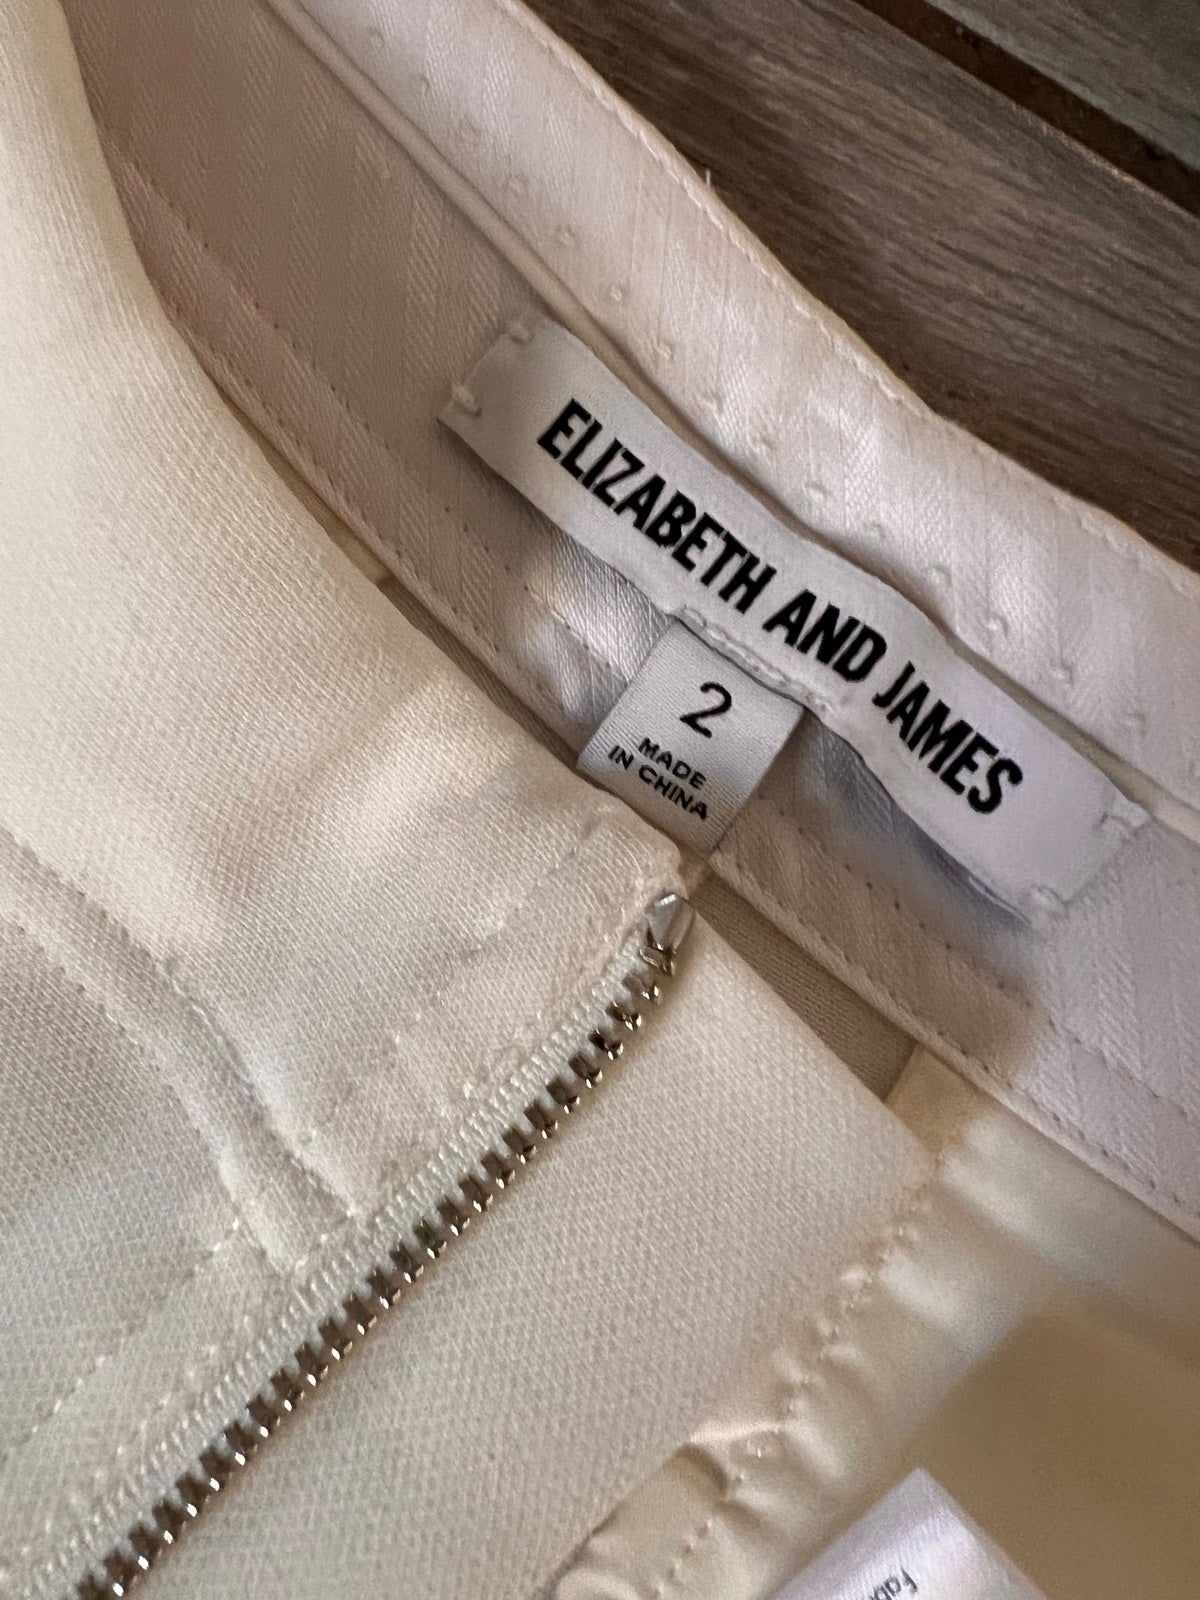 ELIZABETH AND JAMES
2
MADE
IN CHINA